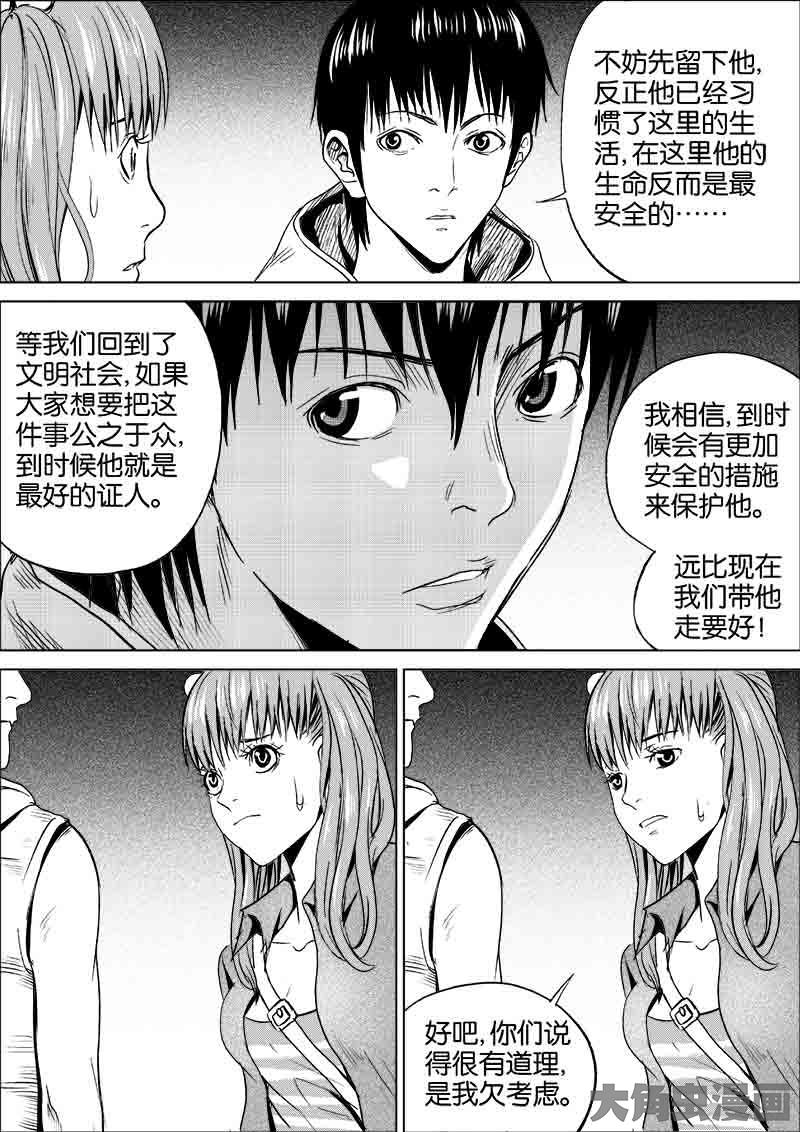 不妨先留下他,
反正他已经习
惯了这里的生
活,在这里他的
生命反而是最
安全的……
等我们回到了
文明社会,如果
大家想要把这
件事公之于众,
到时候他就是
最好的证人。
我相信,到时
候会有更加
安全的措施
来保护他。
远比现在
我们带他
走要好!
好吧,你们说
得很有道理,
是我欠考虑。
大角虫漫画